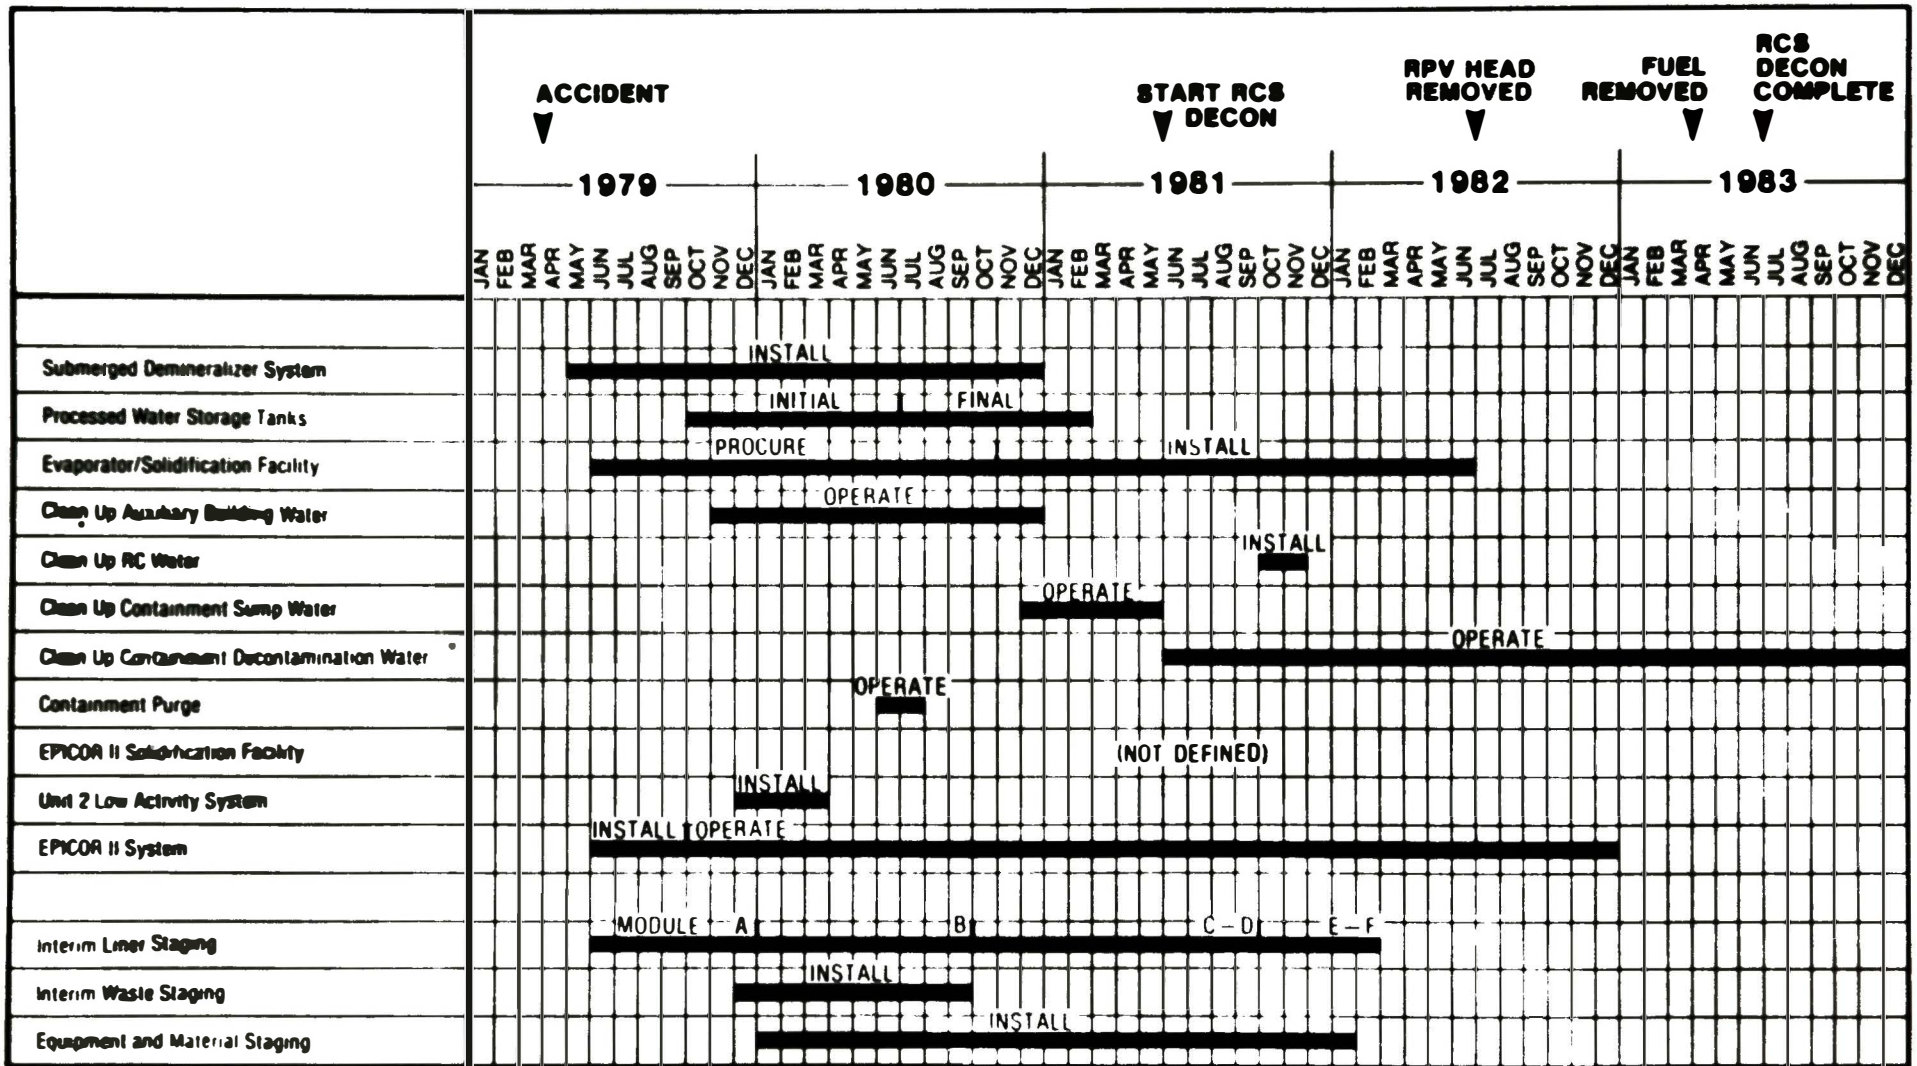 ACCIDENT
START RCS
DECON
RPV HEAD
REMOVED
FUEL
REMOVED
RCS
DECON
COMPLETE
1979
1980
1981
1982
1983
JAN FEB MAR APR MAY JUN JUL AUG SEP OCT NOV DEC JAN FEB MAR APR MAY JUN JUL AUG SEP OCT NOV DEC JAN FEB MAR APR MAY JUN JUL AUG SEP OCT NOV DEC JAN FEB MAR APR MAY JUN JUL AUG SEP OCT NOV DEC JAN FEB MAR APR MAY JUN JUL AUG SEP OCT NOV DEC
INSTALL
Submerged Demineralizer System
INITIAL FINAL
Processed Water Storage Tanks
PROCURE INSTALL
Evaporator/Solidification Facility
OPERATE
Clean Up Auxiliary Building Water
INSTALL
Clean Up RC Water
OPERATE
Clean Up Containment Sump Water
OPERATE
Clean Up Containment Decontamination Water
OPERATE
Containment Purge
EPICOR II Solidification Facility
(NOT DEFINED)
INSTALL
Unit 2 Low Activity System
INSTALL OPERATE
EPICOR II System
MODULE A B C-D E-F
Interim Liner Staging
INSTALL
Interim Waste Staging
INSTALL
Equipment and Material Staging